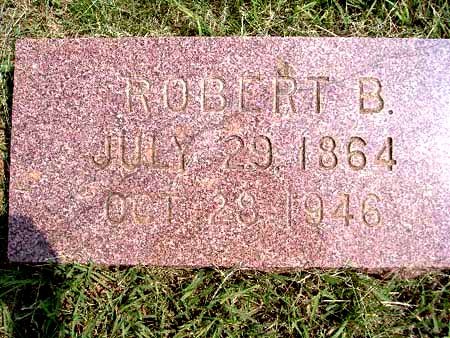 ROBERT B.
JULY 29, 1864
OCT. 28, 1946